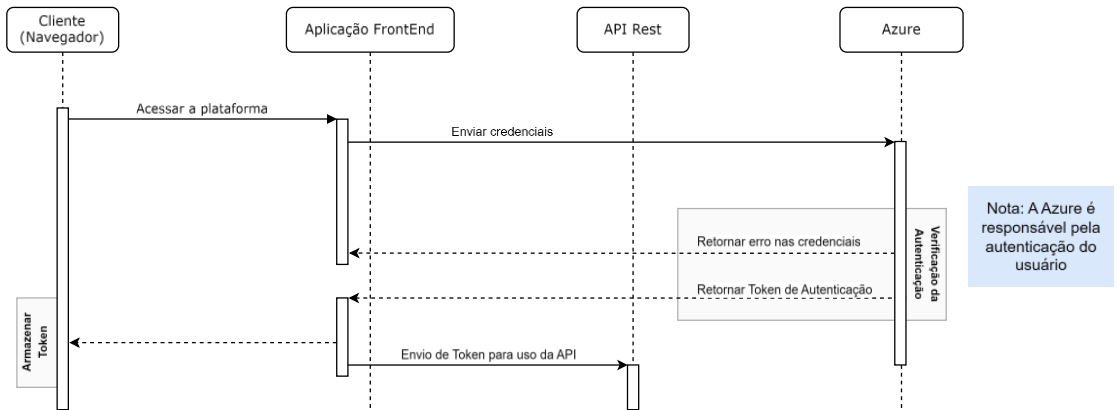 Cliente
(Navegador)
Aplicação FrontEnd
API Rest
Azure
Acessar a plataforma
Enviar credenciais
Nota: A Azure é
responsável pela
autenticação do
usuário
Retornar erro nas credenciais
Verificação da
Autenticação
Retornar Token de Autenticação
Armazenar
Token
Envio de Token para uso da API